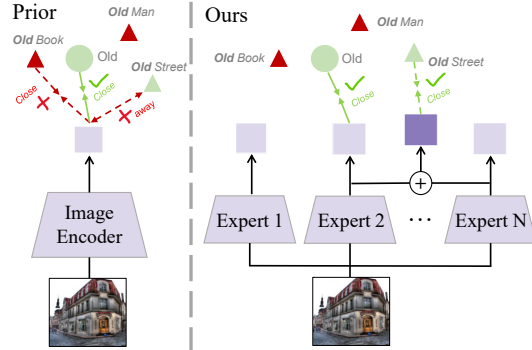 Prior
Old Man
Old Book
Old
Old Street
Close
Close
away
Image
Encoder
Ours
Old Man
Old Book
Old
Old Street
Close
Close
+
Expert 1
Expert 2
...
Expert N